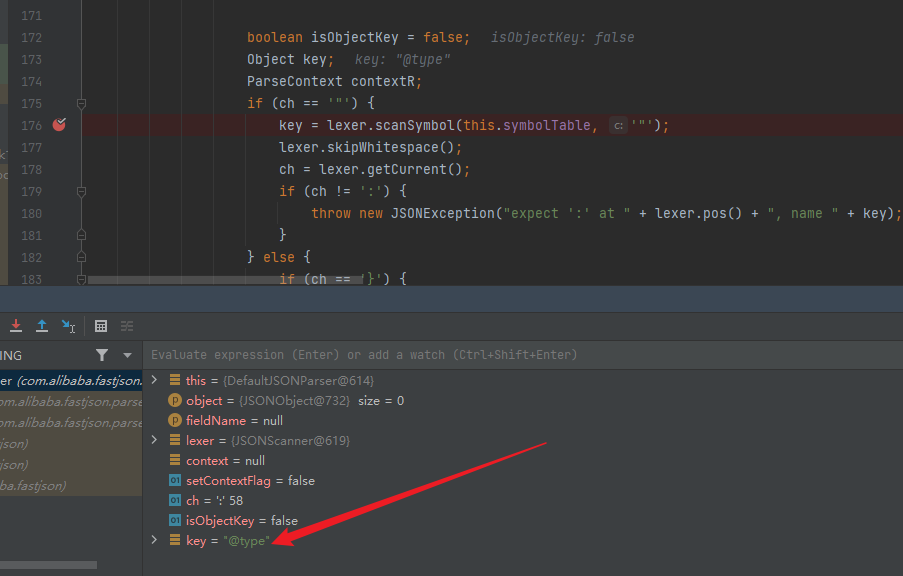 171
172 boolean isObjectKey = false; isObjectKey: false
173 Object key; key: "@type"
174 ParseContext contextR;
175 if (ch == '"') {
176 key = lexer.scanSymbol(this.symbolTable, c: '"');
177 lexer.skipWhitespace();
178 ch = lexer.getCurrent();
179 if (ch != ':') {
180 throw new JSONException("expect ':' at " + lexer.pos() + ", name " + key);
181 }
182 } else {
183 if (ch == '}') {
ING
Evaluate expression (Enter) or add a watch (Ctrl+Shift+Enter)
er (com.alibaba.fastjson.
om.alibaba.fastjson.parse
om.alibaba.fastjson.parse
json)
json)
ba.fastjson)
this = {DefaultJSONParser@614}
p object = {JSONObject@732} size = 0
p fieldName = null
lexer = {JSONScanner@619}
context = null
01 setContextFlag = false
01 ch = ':' 58
01 isObjectKey = false
key = "@type"